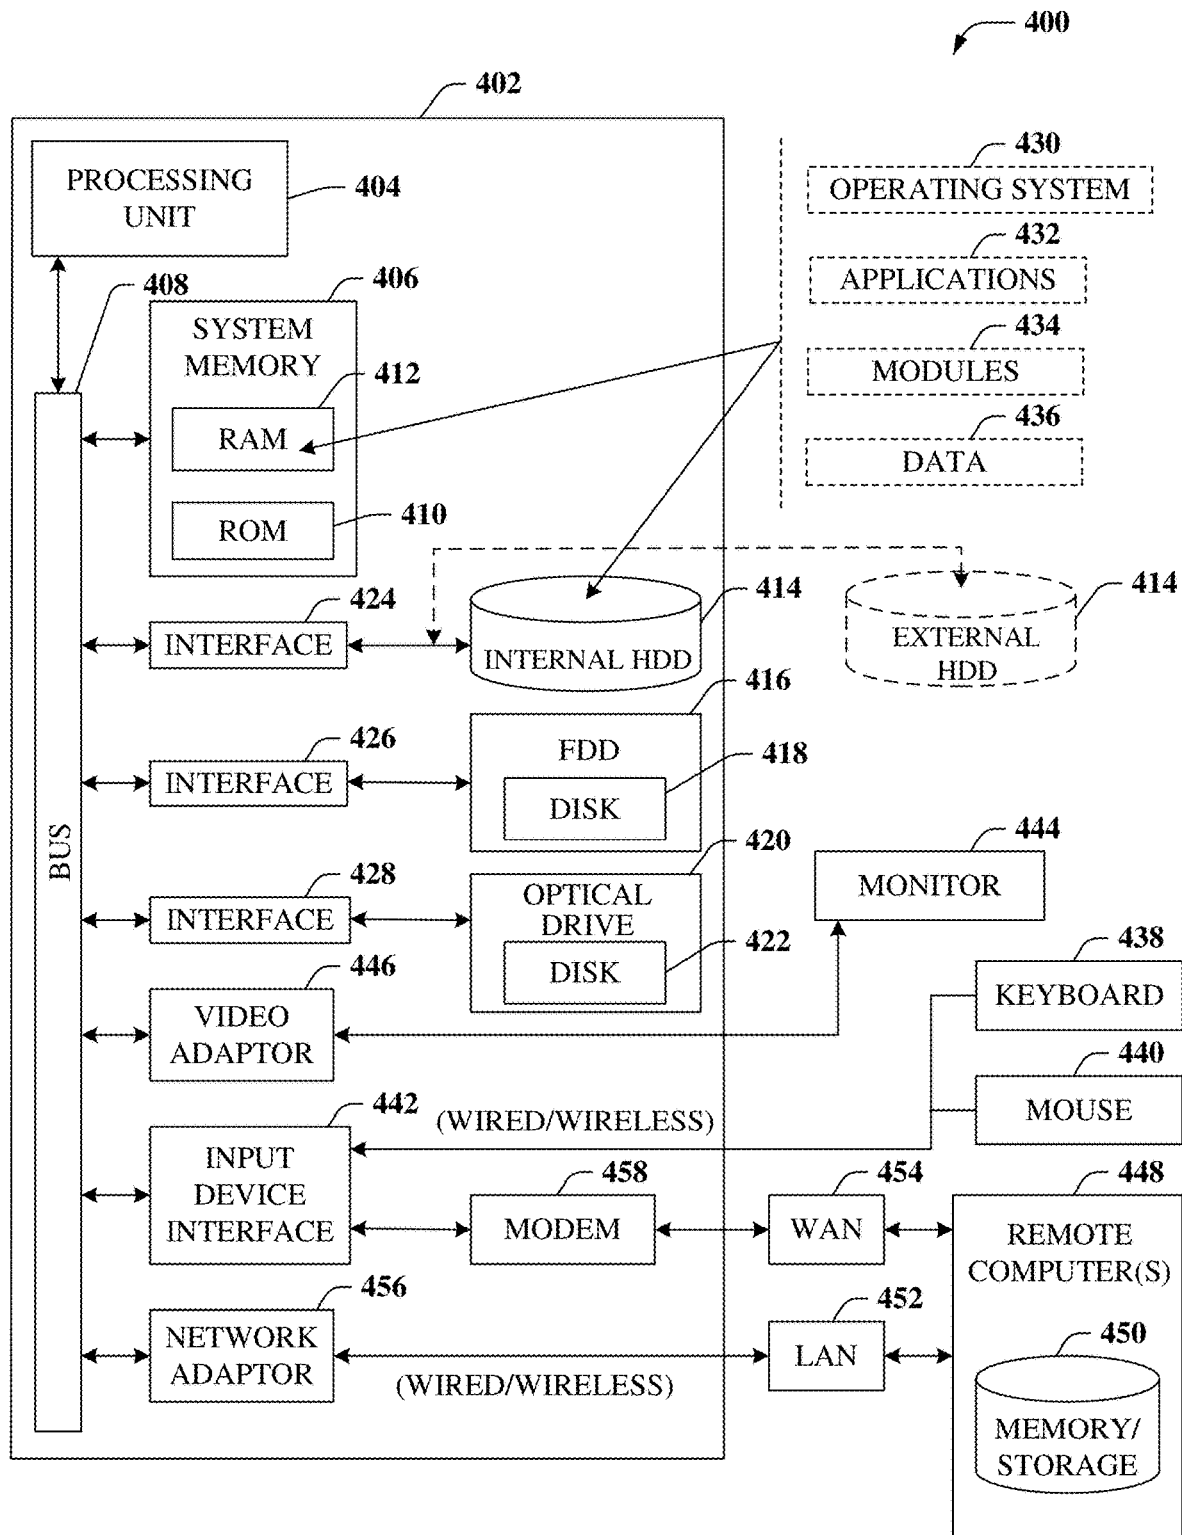 400
402
PROCESSING
UNIT
404
430
OPERATING SYSTEM
432
APPLICATIONS
434
MODULES
436
DATA
408
406
SYSTEM
MEMORY
412
RAM
ROM
410
424
INTERFACE
INTERNAL HDD
414
EXTERNAL
HDD
414
426
INTERFACE
416
FDD
418
DISK
BUS
428
INTERFACE
420
OPTICAL
DRIVE
422
DISK
444
MONITOR
446
VIDEO
ADAPTOR
438
KEYBOARD
440
MOUSE
442
INPUT
DEVICE
INTERFACE
(WIRED/WIRELESS)
458
MODEM
454
WAN
448
REMOTE
COMPUTER(S)
456
NETWORK
ADAPTOR
(WIRED/WIRELESS)
452
LAN
450
MEMORY/
STORAGE